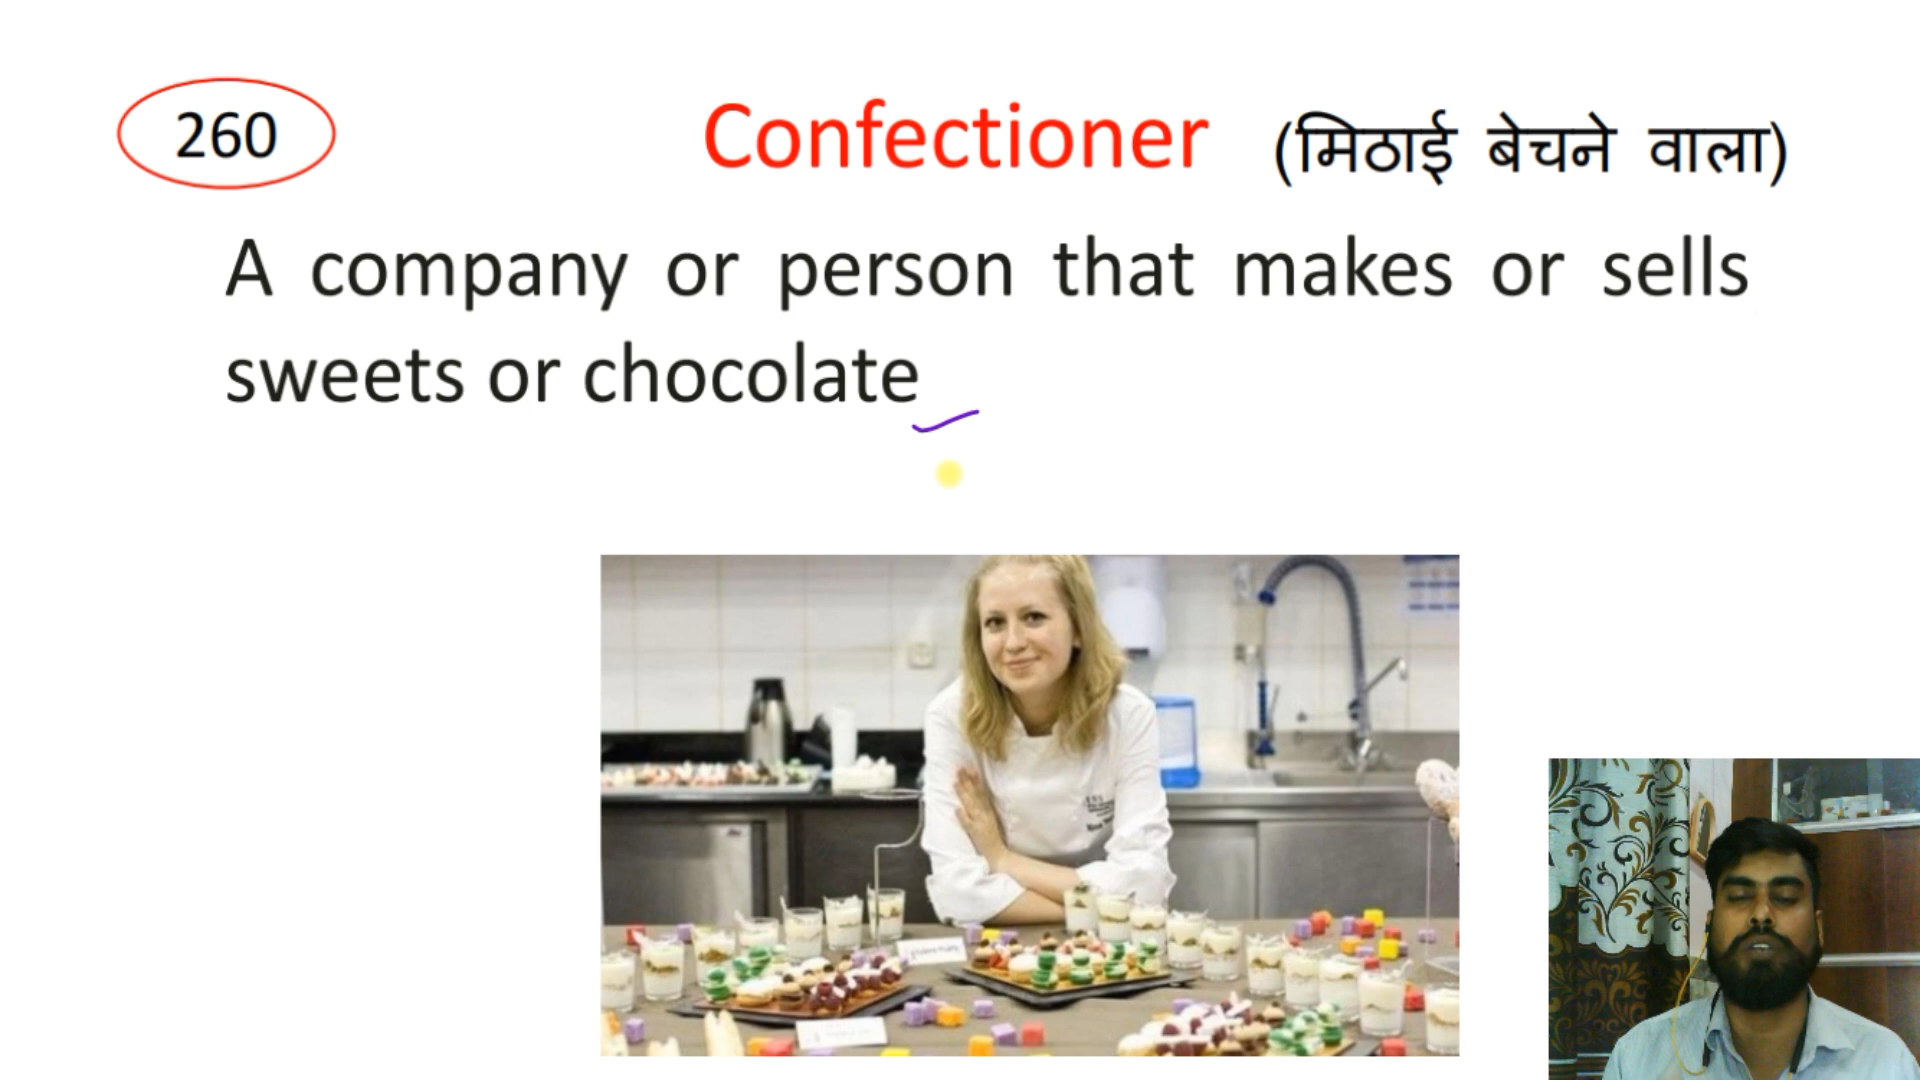 260
Confectioner (मिठाई बेचने वाला)
A company or person that makes or sells
sweets or chocolate